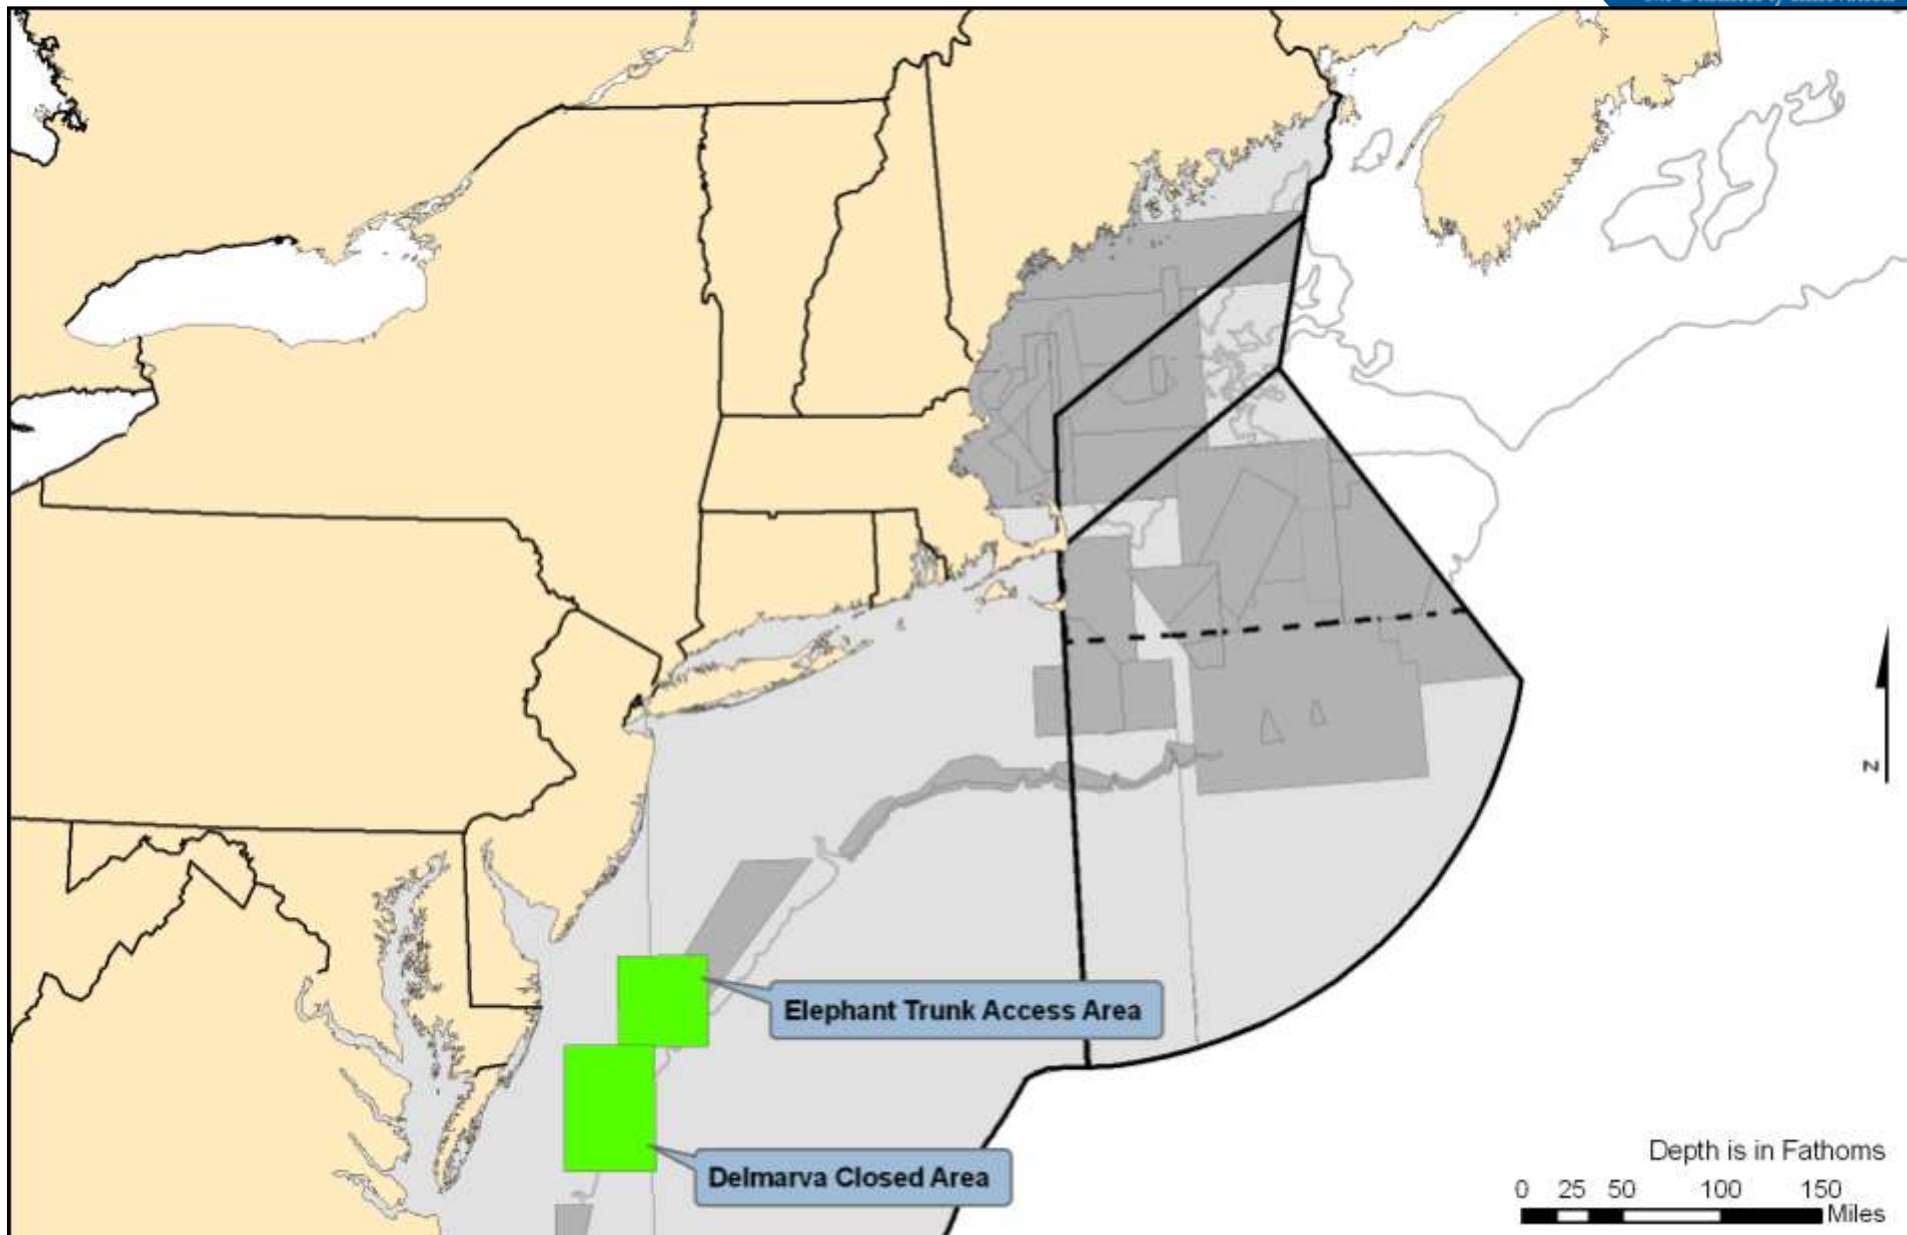 Elephant Trunk Access Area
Delmarva Closed Area
N
Depth is in Fathoms
0 25 50 100 150
Miles